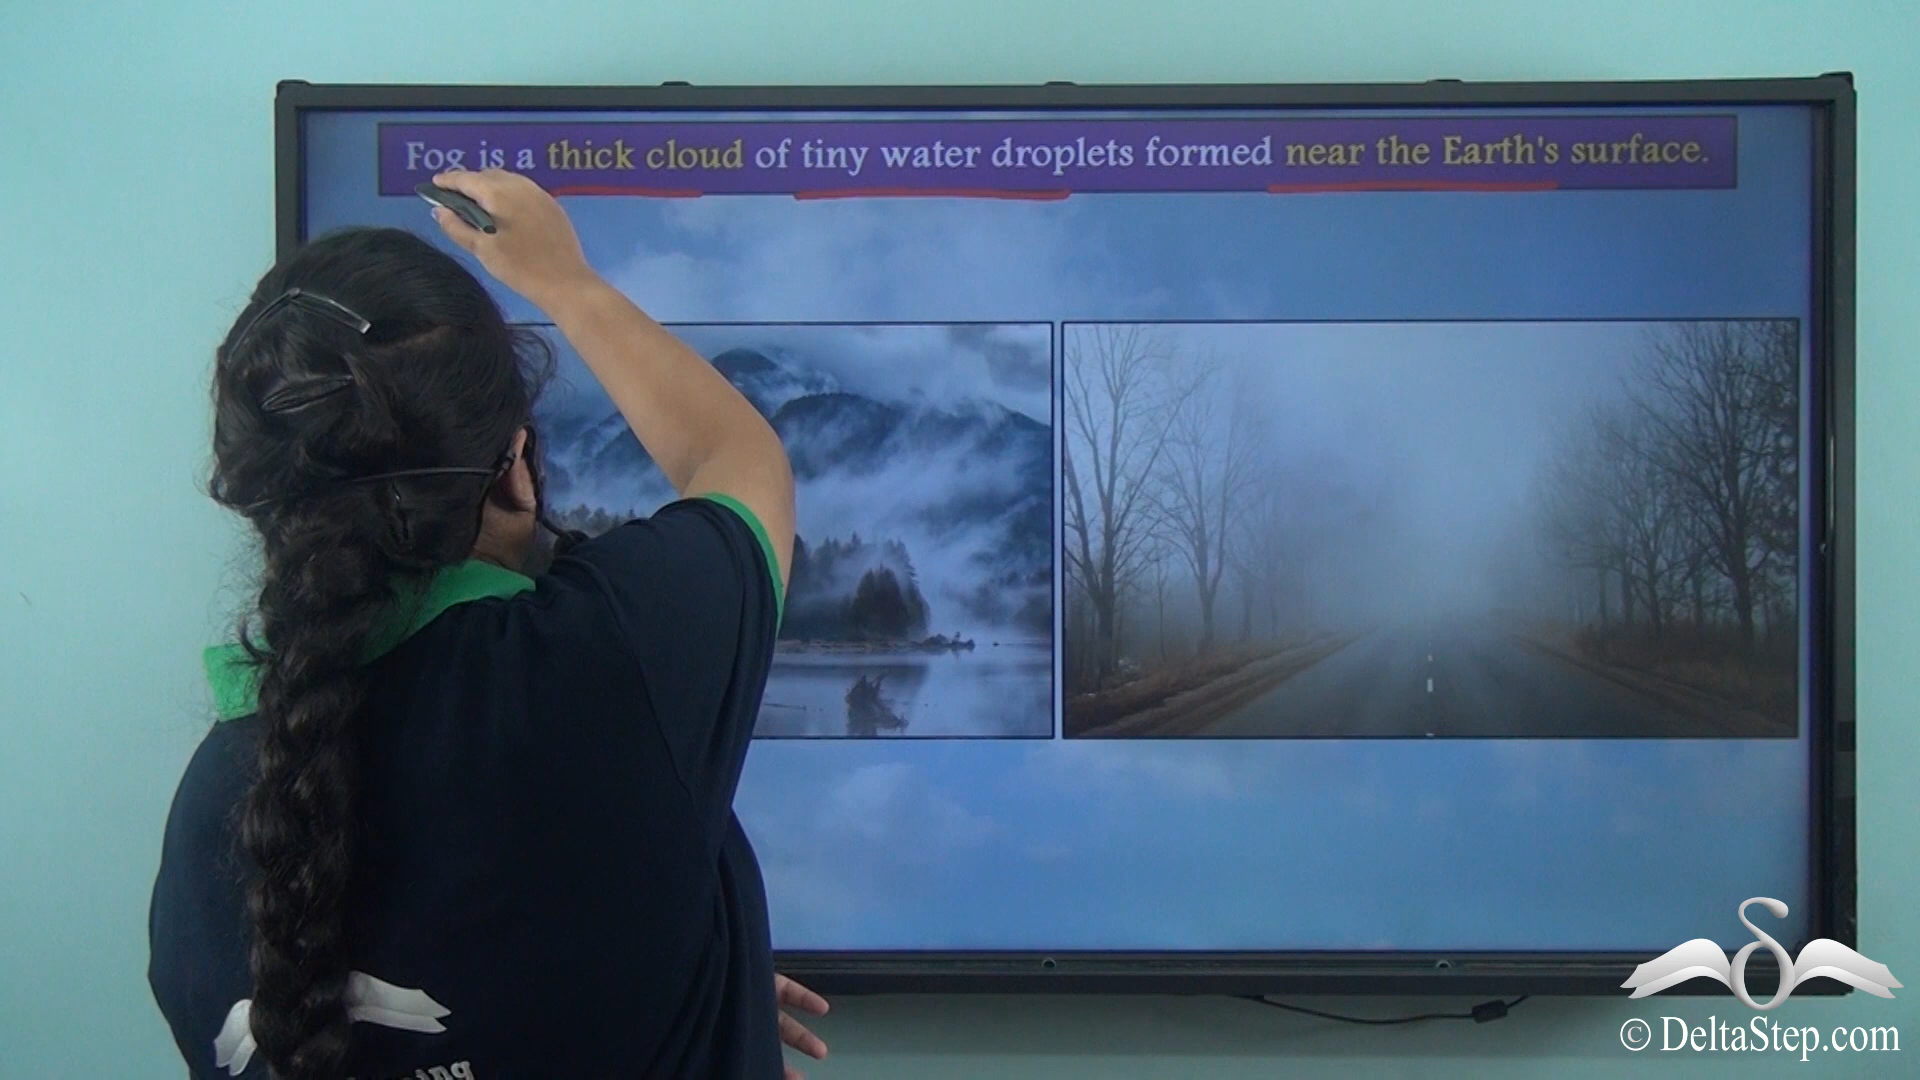 Fog is a thick cloud of tiny water droplets formed near the Earth's surface.
© DeltaStep.com